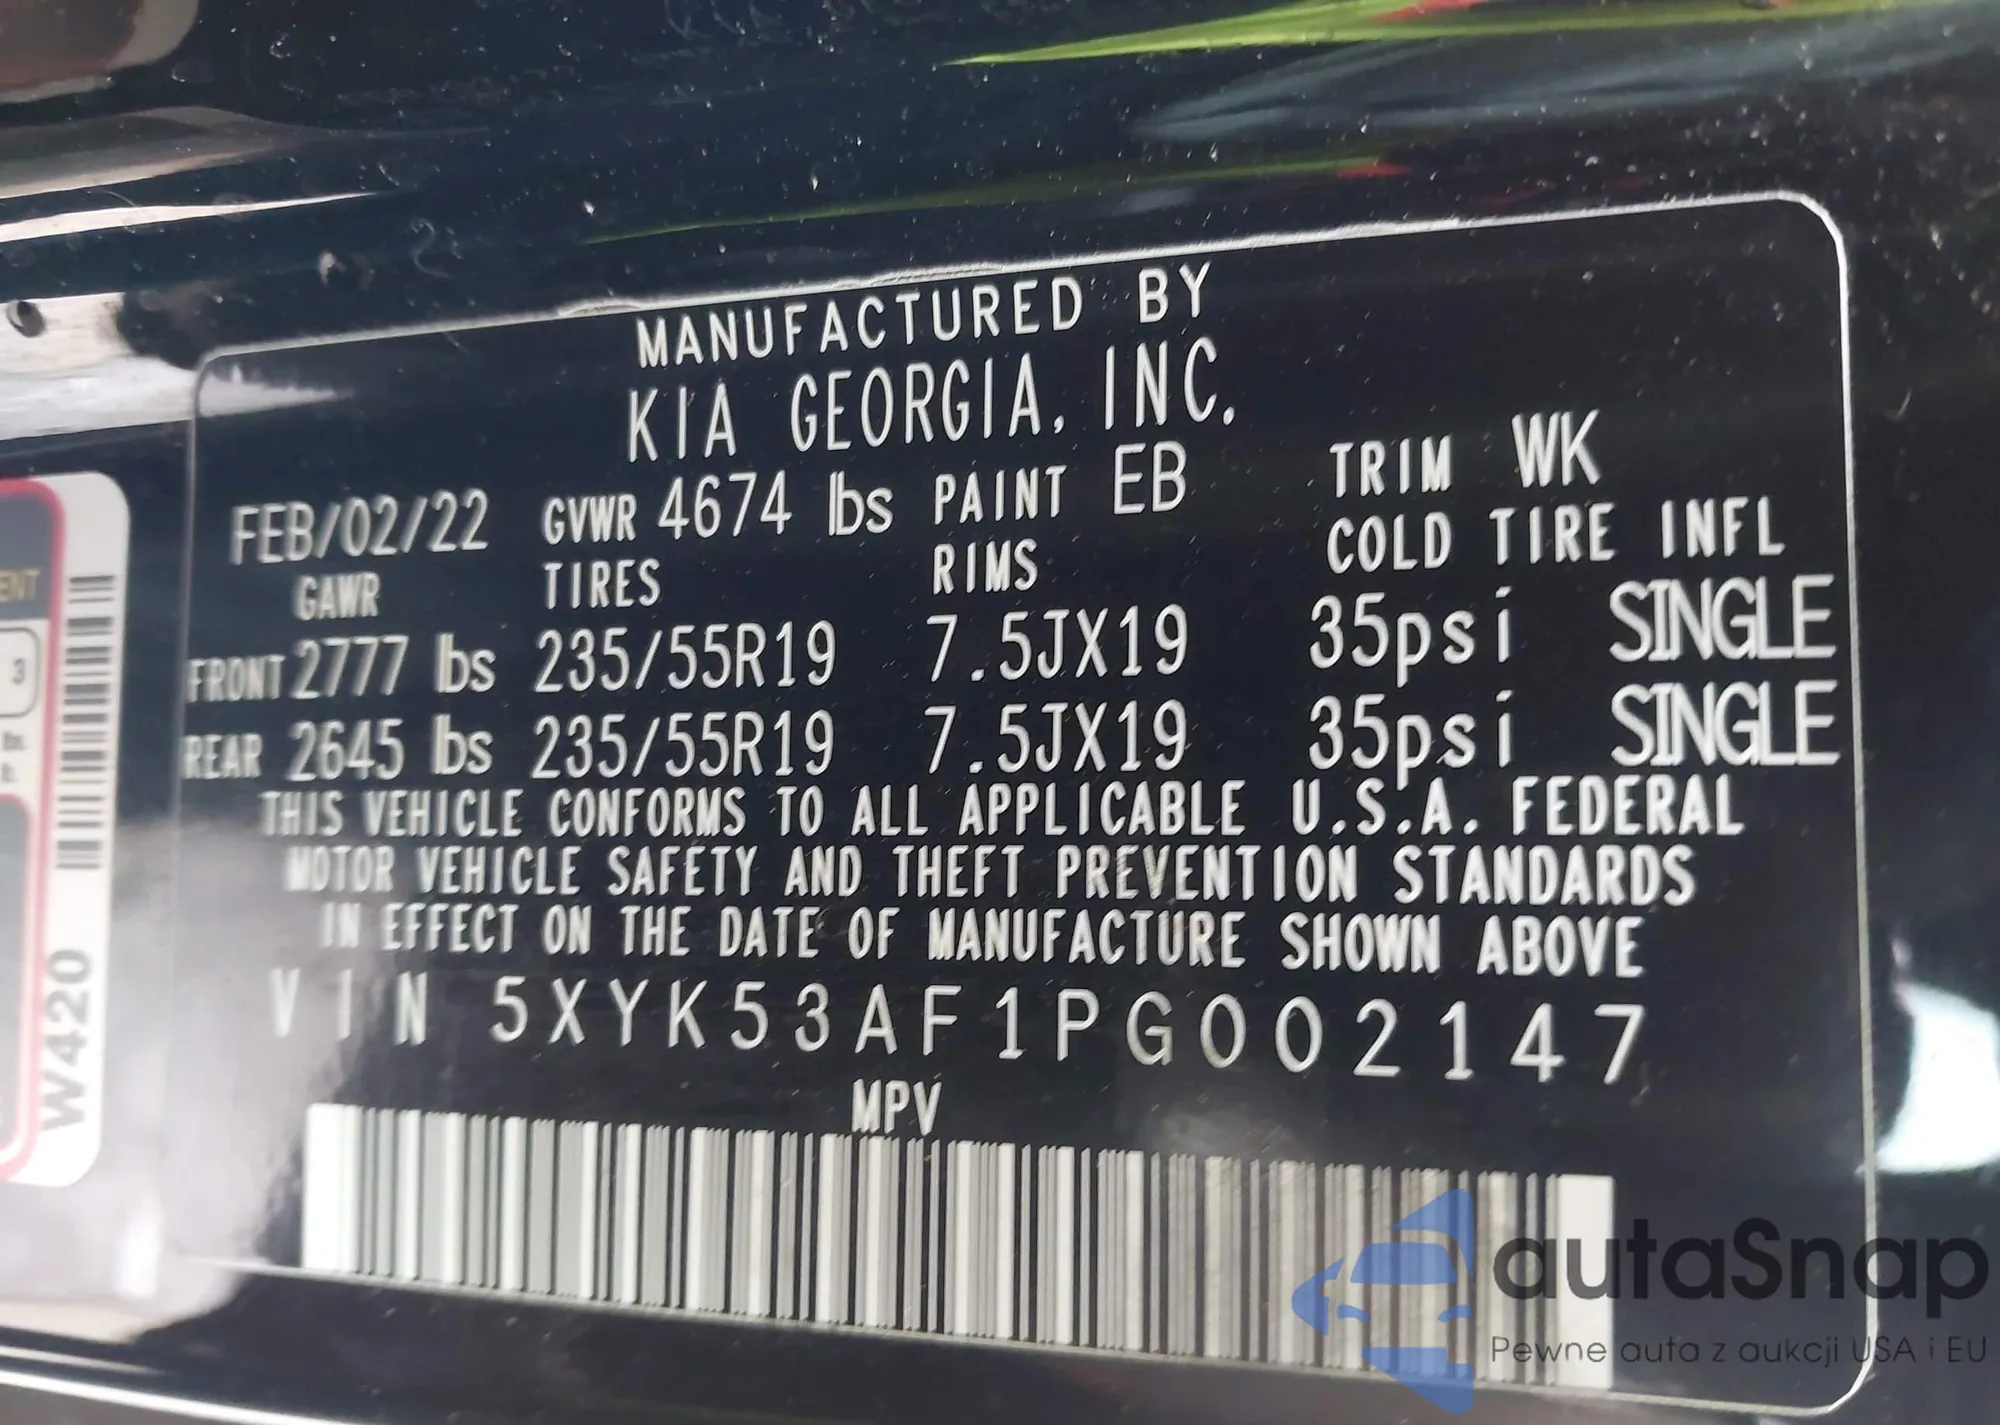 MANUFACTURED BY
KIA GEORGIA, INC.
FEB/02/22 GVWR 4674 lbs PAINT EB TRIM WK
GAWR TIRES RIMS COLD TIRE INFL
FRONT 2777 lbs 235/55R19 7.5JX19 35psi SINGLE
REAR 2645 lbs 235/55R19 7.5JX19 35psi SINGLE
THIS VEHICLE CONFORMS TO ALL APPLICABLE U.S.A. FEDERAL
MOTOR VEHICLE SAFETY AND THEFT PREVENTION STANDARDS
IN EFFECT ON THE DATE OF MANUFACTURE SHOWN ABOVE
VIN 5XYK53AF1PG002147
MPV
ENT
3
W420
autaSnap
Pewne auta z aukcji USA i EU